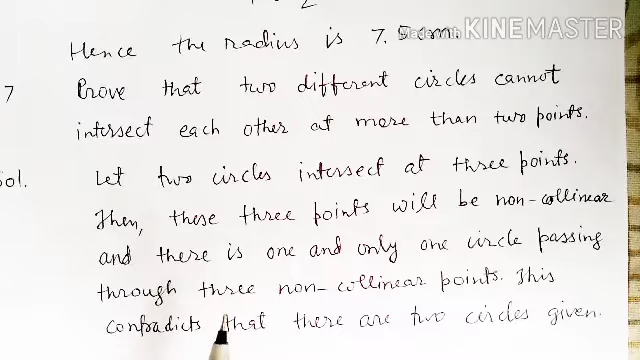 2
Hence the radius is 7.5 cm.
Made with KINEMASTER
7 Prove that two different circles cannot
intersect each other at more than two points.
Sol. Let two circles intersect at three points.
Then, these three points will be non-collinear
and there is one and only one circle passing
through three non-collinear points. This
contradicts that there are two circles given.